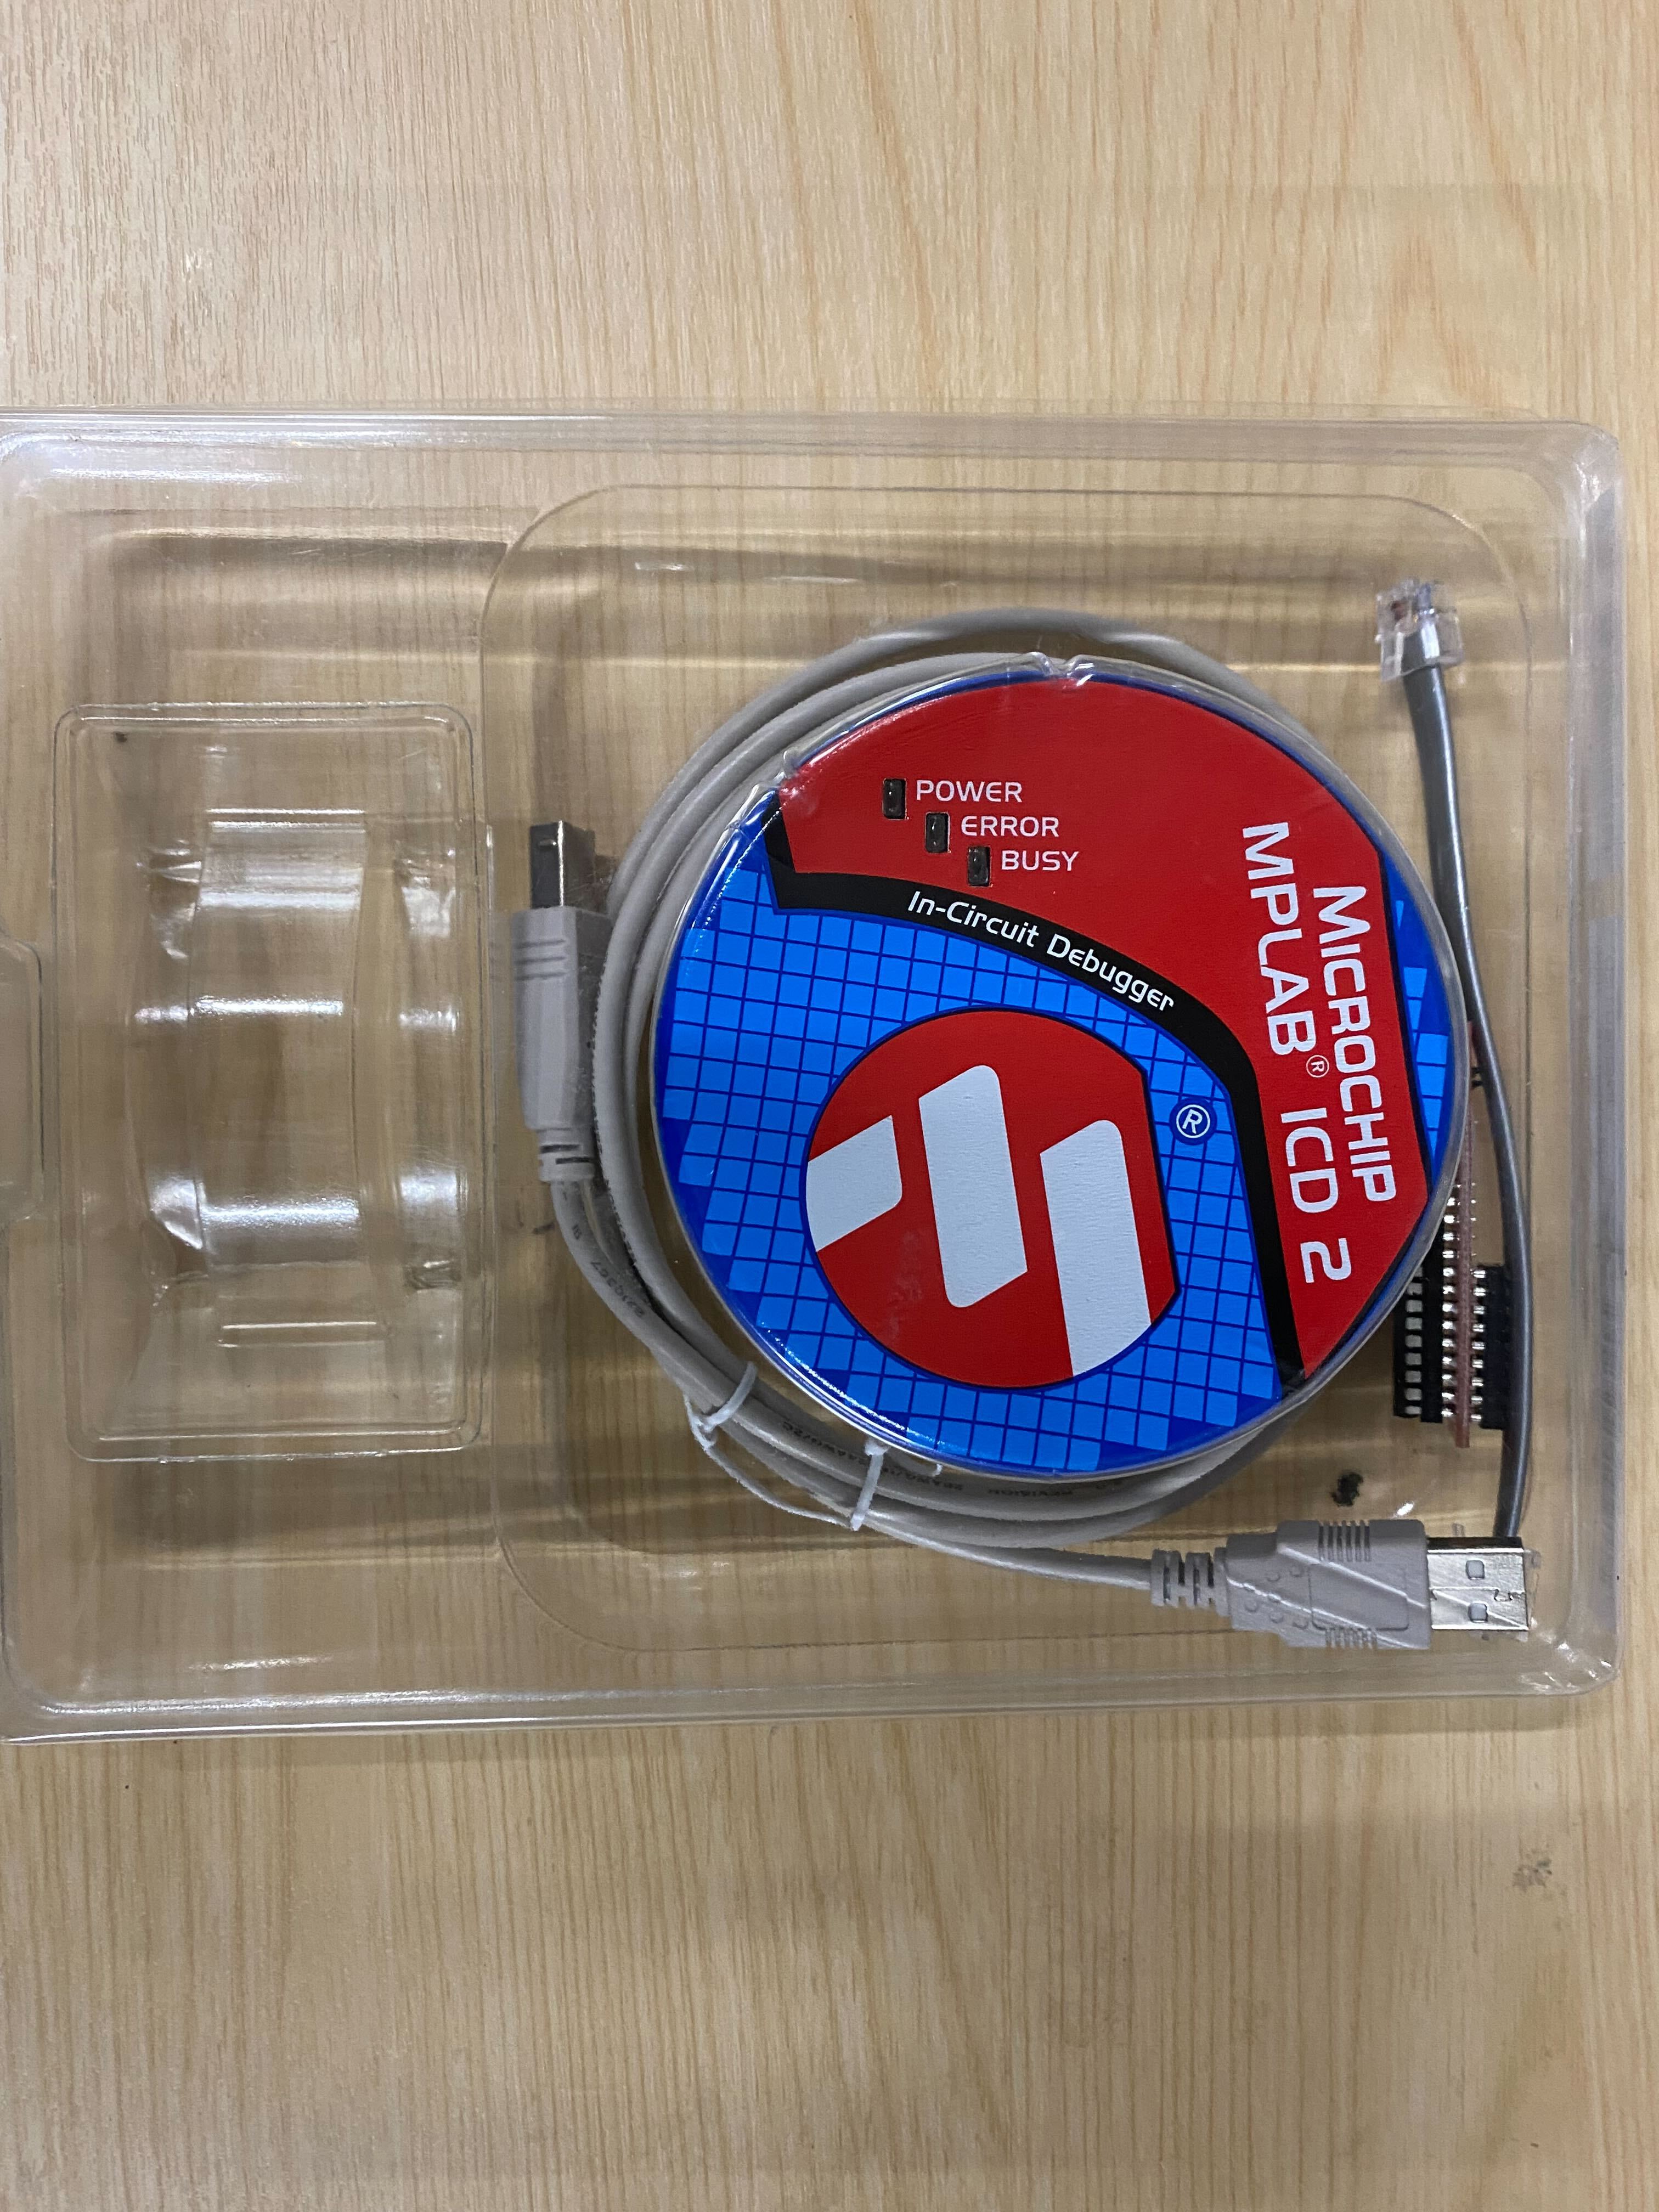 MICROCHIP
MPLAB® ICD 2
POWER
ERROR
BUSY
In-Circuit Debugger
®